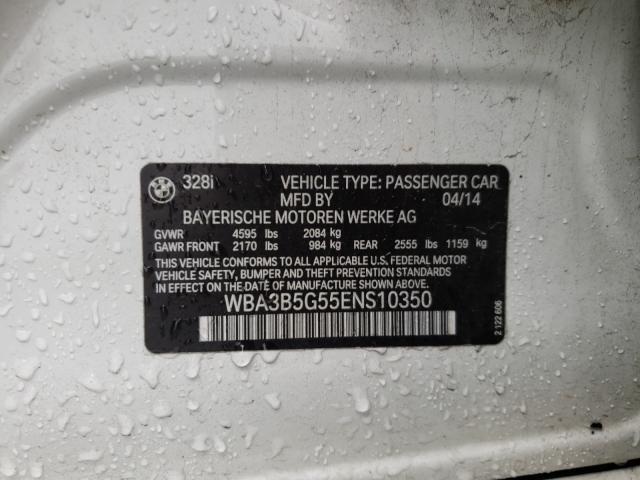 BMW 328i VEHICLE TYPE: PASSENGER CAR
MFD BY 04/14
BAYERISCHE MOTOREN WERKE AG
GVWR 4595 lbs 2084 kg
GAWR FRONT 2170 lbs 984 kg REAR 2555 lbs 1159 kg
THIS VEHICLE CONFORMS TO ALL APPLICABLE U.S. FEDERAL MOTOR
VEHICLE SAFETY, BUMPER AND THEFT PREVENTION STANDARDS
IN EFFECT ON THE DATE OF MANUFACTURE SHOWN ABOVE.
WBA3B5G55ENS10350
2 122 606